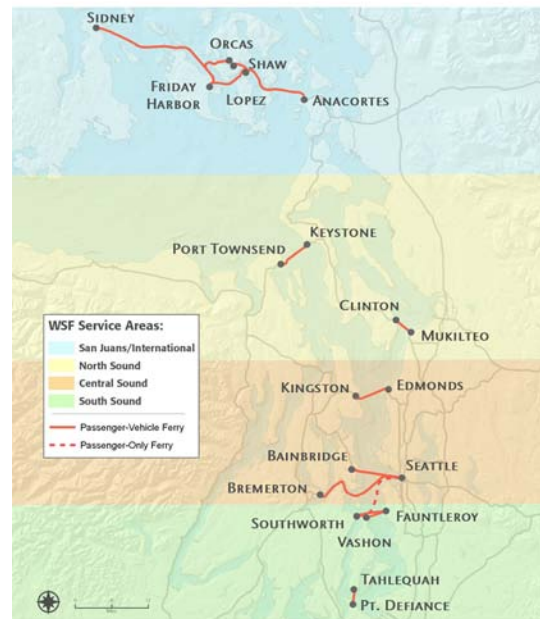 SIDNEY
ORCAS
SHAW
FRIDAY
HARBOR
LOPEZ
ANACORTES
KEYSTONE
PORT TOWNSEND
CLINTON
MUKILTEO
WSF Service Areas:
San Juans/International
North Sound
Central Sound
South Sound
Passenger-Vehicle Ferry
Passenger-Only Ferry
KINGSTON
EDMONDS
BAINBRIDGE
SEATTLE
BREMERTON
SOUTHWORTH
FAUNTLEROY
VASHON
TAHLEQUAH
PT. DEFIANCE